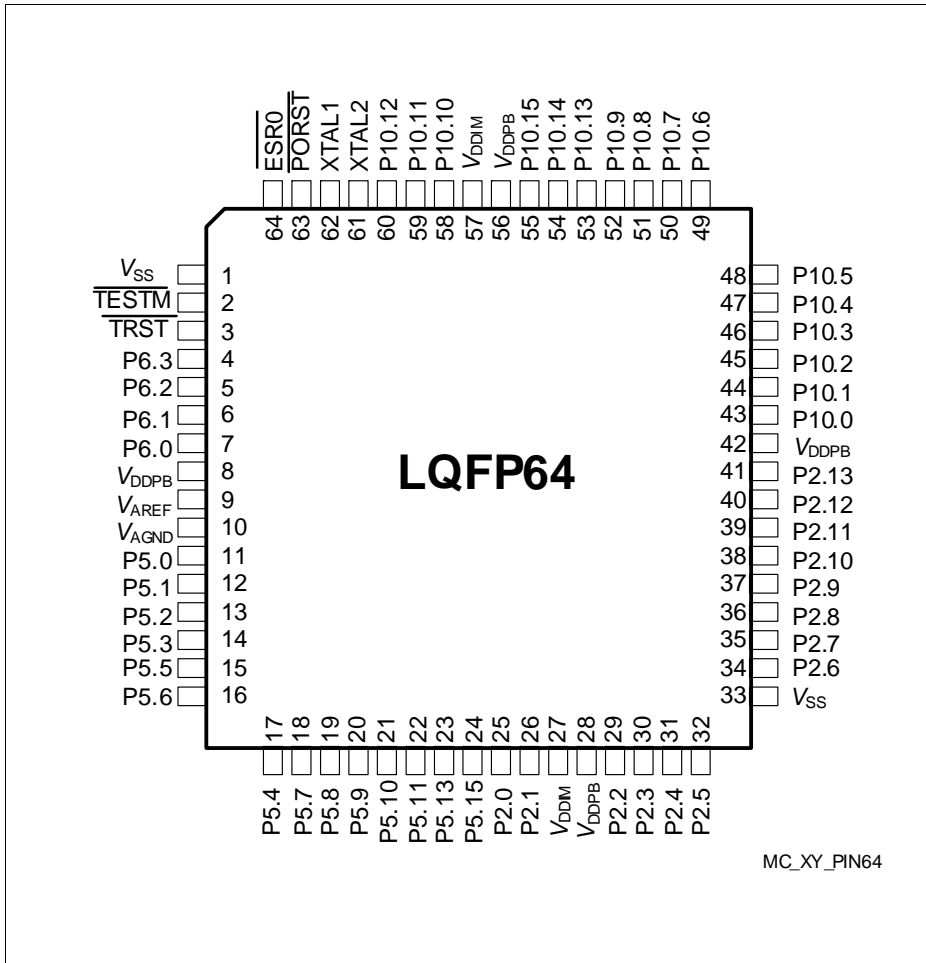 ESR0
PORST
XTAL1
XTAL2
P10.12
P10.11
P10.10
VDDIM
VDDPB
P10.15
P10.14
P10.13
P10.9
P10.8
P10.7
P10.6
64
63
62
61
60
59
58
57
56
55
54
53
52
51
50
49
VSS 1
TESTM 2
TRST 3
P6.3 4
P6.2 5
P6.1 6
P6.0 7
VDDPB 8
VAREF 9
VAGND 10
P5.0 11
P5.1 12
P5.2 13
P5.3 14
P5.5 15
P5.6 16
LQFP64
48 P10.5
47 P10.4
46 P10.3
45 P10.2
44 P10.1
43 P10.0
42 VDDPB
41 P2.13
40 P2.12
39 P2.11
38 P2.10
37 P2.9
36 P2.8
35 P2.7
34 P2.6
33 VSS
17
18
19
20
21
22
23
24
25
26
27
28
29
30
31
32
P5.4
P5.7
P5.8
P5.9
P5.10
P5.11
P5.13
P5.15
P2.0
P2.1
VDDIM
VDDPB
P2.2
P2.3
P2.4
P2.5
MC_XY_PIN64